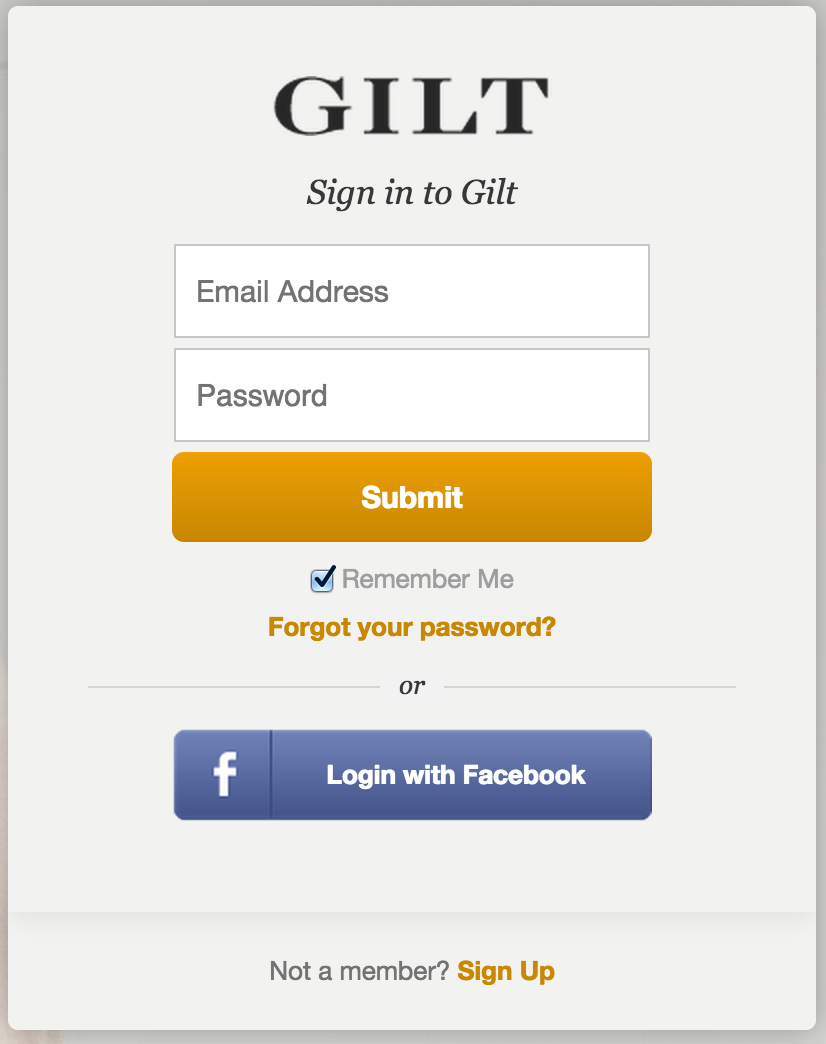 GILT
Sign in to Gilt
Email Address
Password
Submit
Remember Me
Forgot your password?
or
f Login with Facebook
Not a member? Sign Up